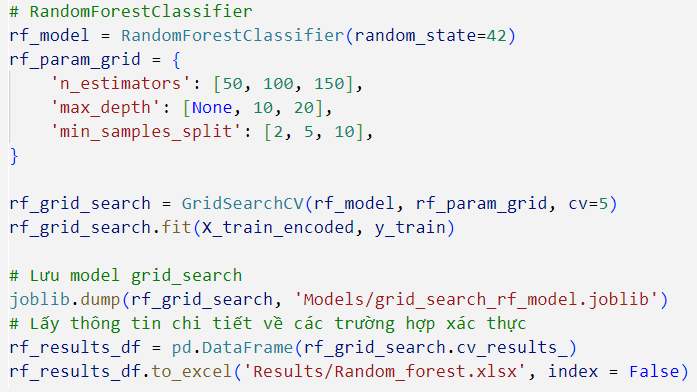 # RandomForestClassifier
rf_model = RandomForestClassifier(random_state=42)
rf_param_grid = {
    'n_estimators': [50, 100, 150],
    'max_depth': [None, 10, 20],
    'min_samples_split': [2, 5, 10],
}

rf_grid_search = GridSearchCV(rf_model, rf_param_grid, cv=5)
rf_grid_search.fit(X_train_encoded, y_train)

# Lưu model grid_search
joblib.dump(rf_grid_search, 'Models/grid_search_rf_model.joblib')
# Lấy thông tin chi tiết về các trường hợp xác thực
rf_results_df = pd.DataFrame(rf_grid_search.cv_results_)
rf_results_df.to_excel('Results/Random_forest.xlsx', index = False)